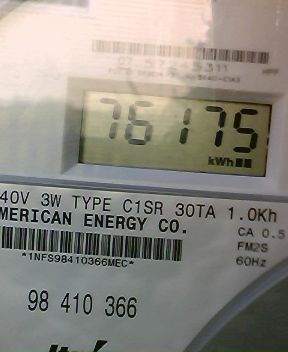 76175
kWh
40V 3W TYPE C1SR 30TA 1.0Kh
MERICAN ENERGY CO.
CA 0.5
FM2S
60Hz
*1NFS98410366MEC*
98 410 366